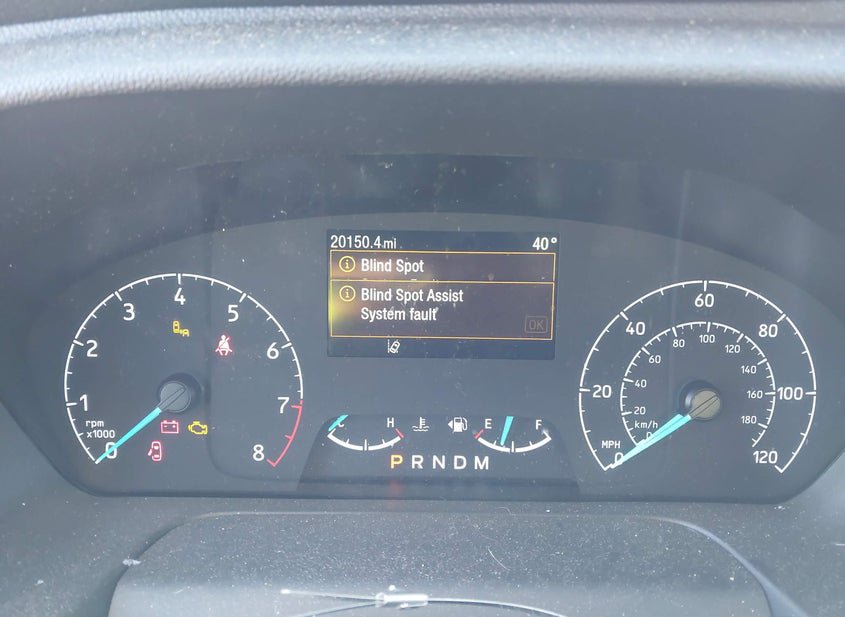 20150.4 mi 40°
Blind Spot
Blind Spot Assist
System fault
OK
0 1 2 3 4 5 6 7 8
rpm
x1000
C H
E F
P R N D M
0 20 40 60 80 100 120
MPH
0 20 40 60 80 100 120 140 160 180
km/h